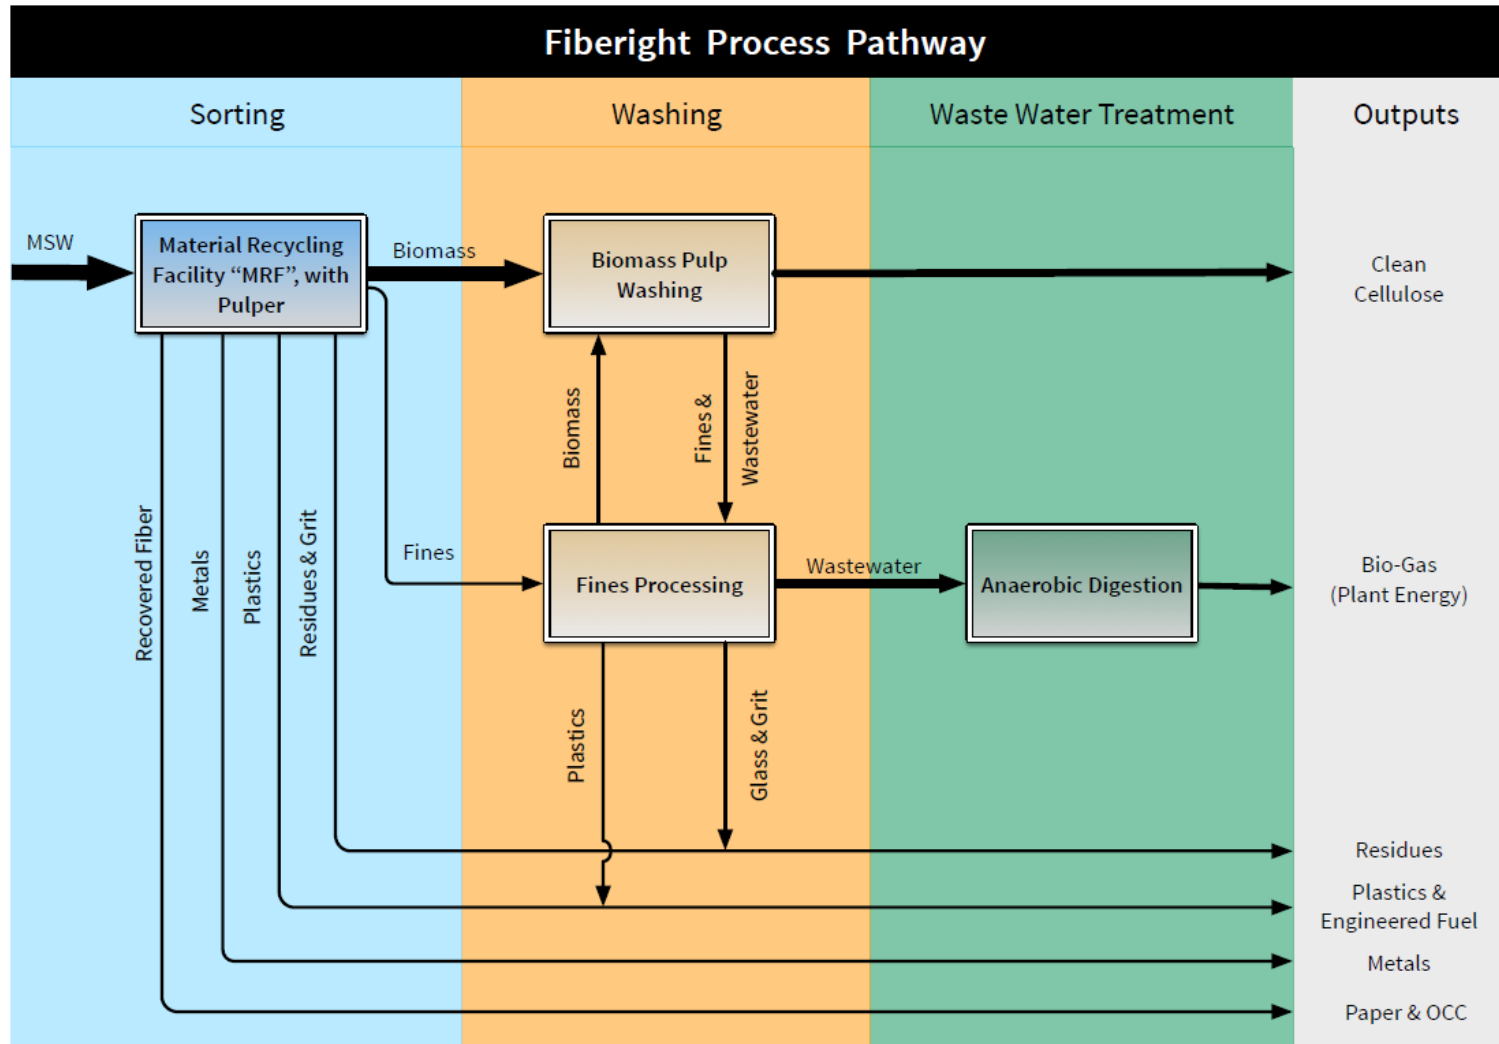 Fiberight Process Pathway
Sorting
Washing
Waste Water Treatment
Outputs
MSW
Material Recycling
Facility “MRF”, with
Pulper
Biomass
Biomass Pulp
Washing
Clean
Cellulose
Biomass
Fines &
Wastewater
Recovered Fiber
Metals
Plastics
Residues & Grit
Fines
Fines Processing
Wastewater
Anaerobic Digestion
Bio-Gas
(Plant Energy)
Plastics
Glass & Grit
Residues
Plastics &
Engineered Fuel
Metals
Paper & OCC